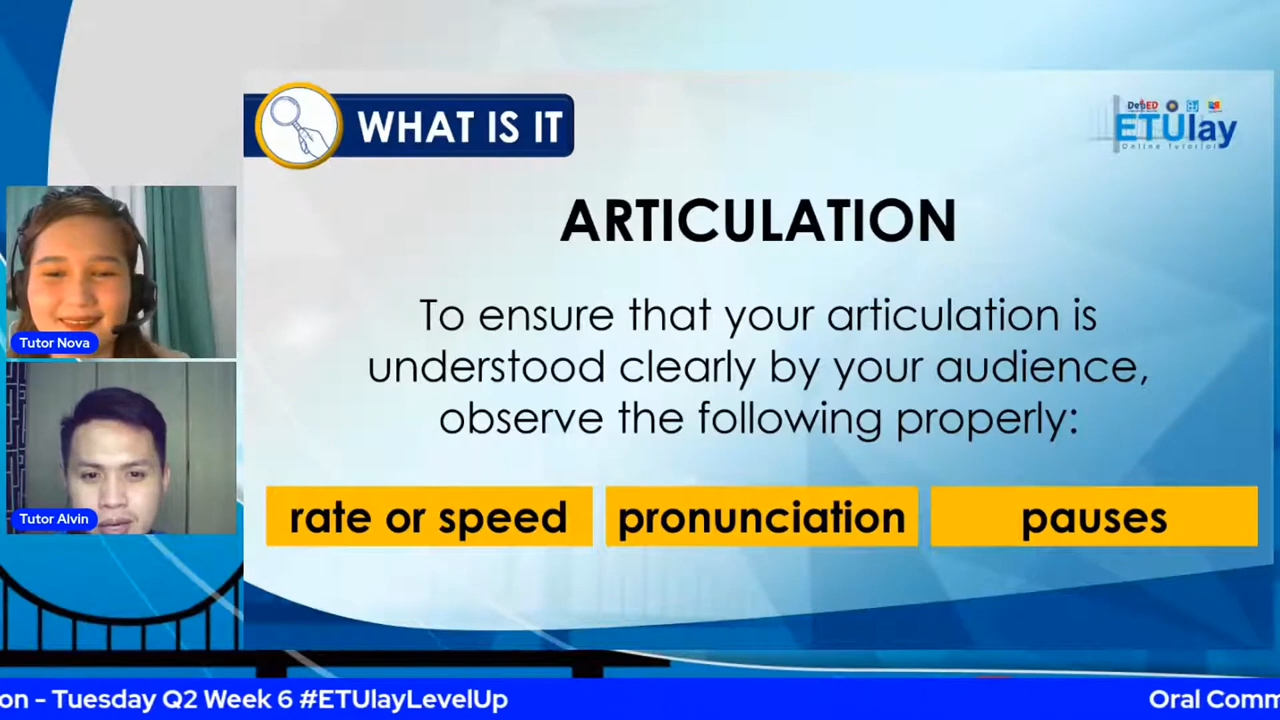 WHAT IS IT
DepED
ETUlay
Online Tutorial
ARTICULATION
To ensure that your articulation is
understood clearly by your audience,
observe the following properly:
rate or speed
pronunciation
pauses
Tutor Nova
Tutor Alvin
on - Tuesday Q2 Week 6 #ETUlayLevelUp
Oral Comm